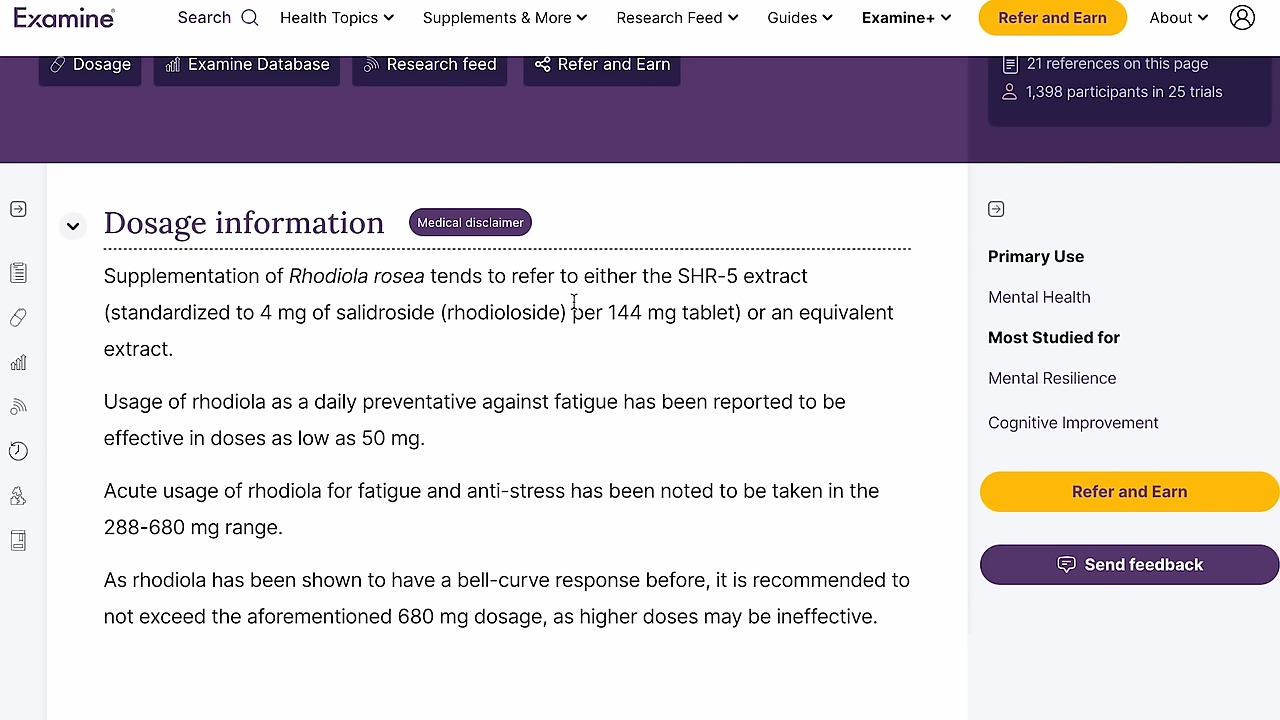 Examine®
Search
Health Topics
Supplements & More
Research Feed
Guides
Examine+
Refer and Earn
About
Dosage
Examine Database
Research feed
Refer and Earn
21 references on this page
1,398 participants in 25 trials
Dosage information
Medical disclaimer
Supplementation of Rhodiola rosea tends to refer to either the SHR-5 extract
(standardized to 4 mg of salidroside (rhodioloside) per 144 mg tablet) or an equivalent
extract.
Usage of rhodiola as a daily preventative against fatigue has been reported to be
effective in doses as low as 50 mg.
Acute usage of rhodiola for fatigue and anti-stress has been noted to be taken in the
288-680 mg range.
As rhodiola has been shown to have a bell-curve response before, it is recommended to
not exceed the aforementioned 680 mg dosage, as higher doses may be ineffective.
Primary Use
Mental Health
Most Studied for
Mental Resilience
Cognitive Improvement
Refer and Earn
Send feedback